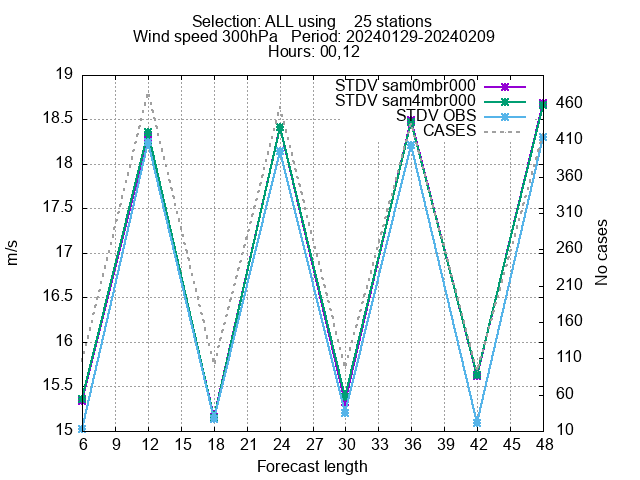 Selection: ALL using    25 stations
Wind speed 300hPa   Period: 20240129-20240209
Hours: 00,12
STDV sam0mbr000
STDV sam4mbr000
STDV OBS
CASES
19
18.5
18
17.5
17
16.5
16
15.5
15
m/s
460
410
360
310
260
210
160
110
60
10
No cases
6 9 12 15 18 21 24 27 30 33 36 39 42 45 48
Forecast length